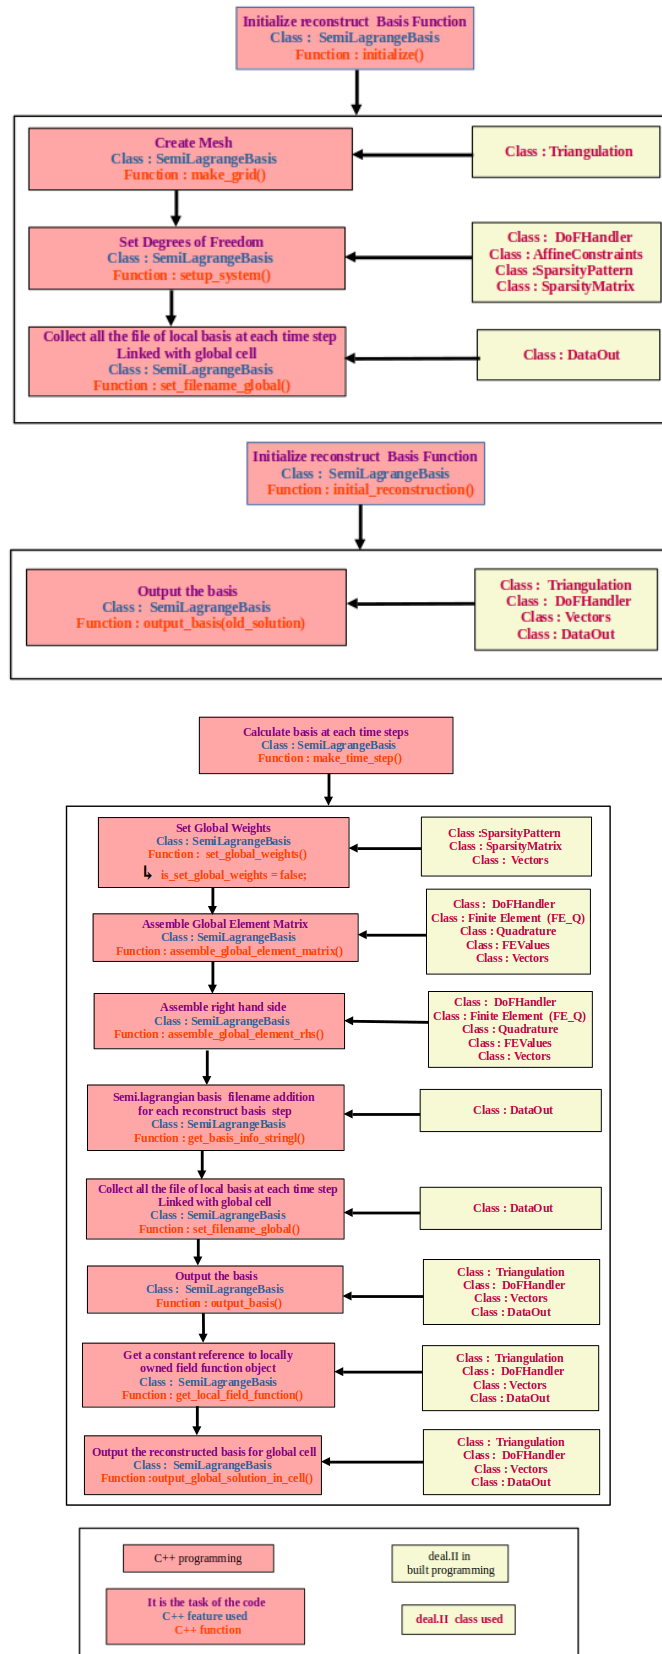 Initialize reconstruct Basis Function
Class : SemiLagrangeBasis
Function : initialize()
Create Mesh
Class : SemiLagrangeBasis
Function : make_grid()
Class : Triangulation
Set Degrees of Freedom
Class : SemiLagrangeBasis
Function : setup_system()
Class : DoFHandler
Class : AffineConstraints
Class :SparsityPattern
Class : SparsityMatrix
Collect all the file of local basis at each time step
Linked with global cell
Class : SemiLagrangeBasis
Function : set_filename_global()
Class : DataOut
Initialize reconstruct Basis Function
Class : SemiLagrangeBasis
Function : initial_reconstruction()
Output the basis
Class : SemiLagrangeBasis
Function : output_basis(old_solution)
Class : Triangulation
Class : DoFHandler
Class : Vectors
Class : DataOut
Calculate basis at each time steps
Class : SemiLagrangeBasis
Function : make_time_step()
Set Global Weights
Class : SemiLagrangeBasis
Function : set_global_weights()
is_set_global_weights = false;
Class :SparsityPattern
Class : SparsityMatrix
Class : Vectors
Assemble Global Element Matrix
Class : SemiLagrangeBasis
Function : assemble_global_element_matrix()
Class : DoFHandler
Class : Finite Element (FE_Q)
Class : Quadrature
Class : FEValues
Class : Vectors
Assemble right hand side
Class : SemiLagrangeBasis
Function : assemble_global_element_rhs()
Class : DoFHandler
Class : Finite Element (FE_Q)
Class : Quadrature
Class : FEValues
Class : Vectors
Semi.lagrangian basis filename addition
for each reconstruct basis step
Class : SemiLagrangeBasis
Function : get_basis_info_stringl()
Class : DataOut
Collect all the file of local basis at each time step
Linked with global cell
Class : SemiLagrangeBasis
Function : set_filename_global()
Class : DataOut
Output the basis
Class : SemiLagrangeBasis
Function : output_basis()
Class : Triangulation
Class : DoFHandler
Class : Vectors
Class : DataOut
Get a constant reference to locally
owned field function object
Class : SemiLagrangeBasis
Function : get_local_field_function()
Class : Triangulation
Class : DoFHandler
Class : Vectors
Class : DataOut
Output the reconstructed basis for global cell
Class : SemiLagrangeBasis
Function :output_global_solution_in_cell()
Class : Triangulation
Class : DoFHandler
Class : Vectors
Class : DataOut
C++ programming
deal.II in
built programming
It is the task of the code
C++ feature used
C++ function
deal.II class used